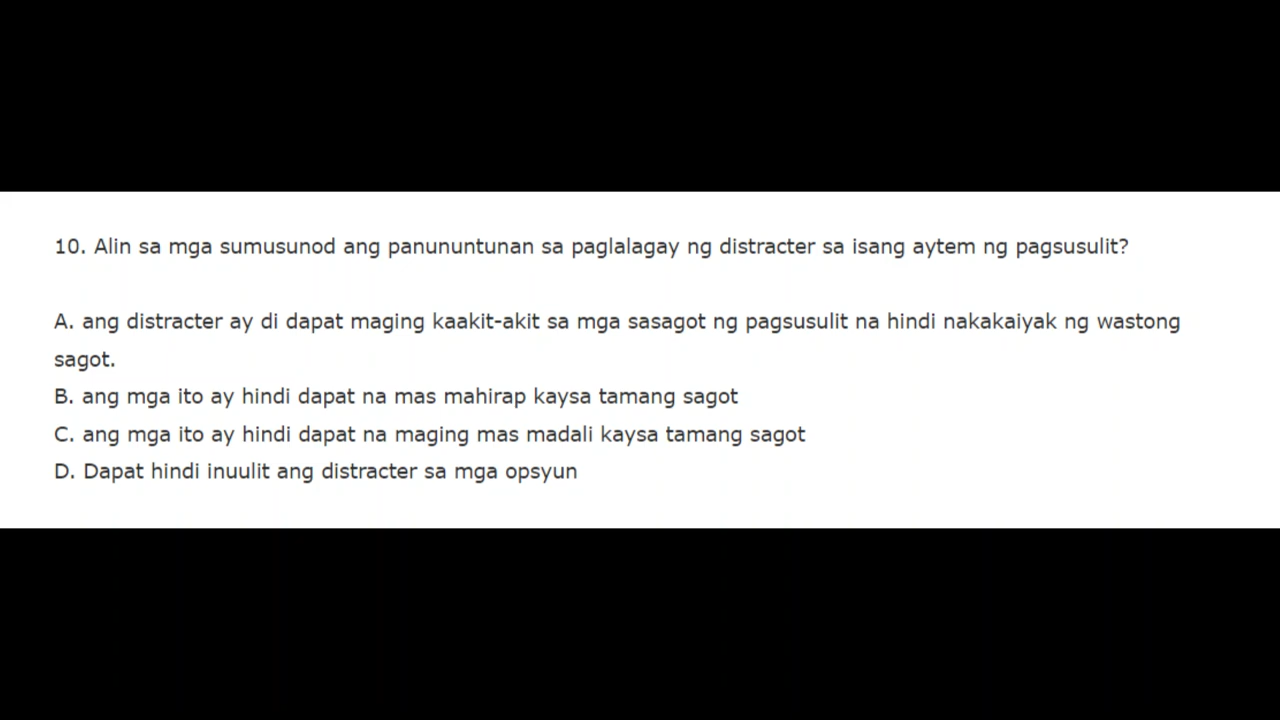 10. Alin sa mga sumusunod ang panununtunan sa paglalagay ng distracter sa isang aytem ng pagsusulit?
A. ang distracter ay di dapat maging kaakit-akit sa mga sasagot ng pagsusulit na hindi nakakaiyak ng wastong
sagot.
B. ang mga ito ay hindi dapat na mas mahirap kaysa tamang sagot
C. ang mga ito ay hindi dapat na maging mas madali kaysa tamang sagot
D. Dapat hindi inuulit ang distracter sa mga opsyun